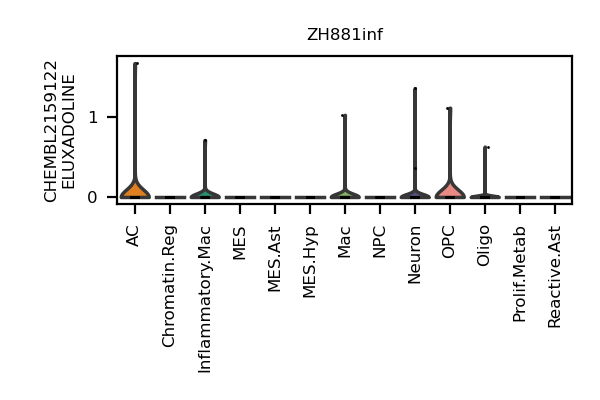 ZH881inf
CHEMBL2159122
ELUXADOLINE
1
0
AC
Chromatin.Reg
Inflammatory.Mac
MES
MES.Ast
MES.Hyp
Mac
NPC
Neuron
OPC
Oligo
Prolif.Metab
Reactive.Ast